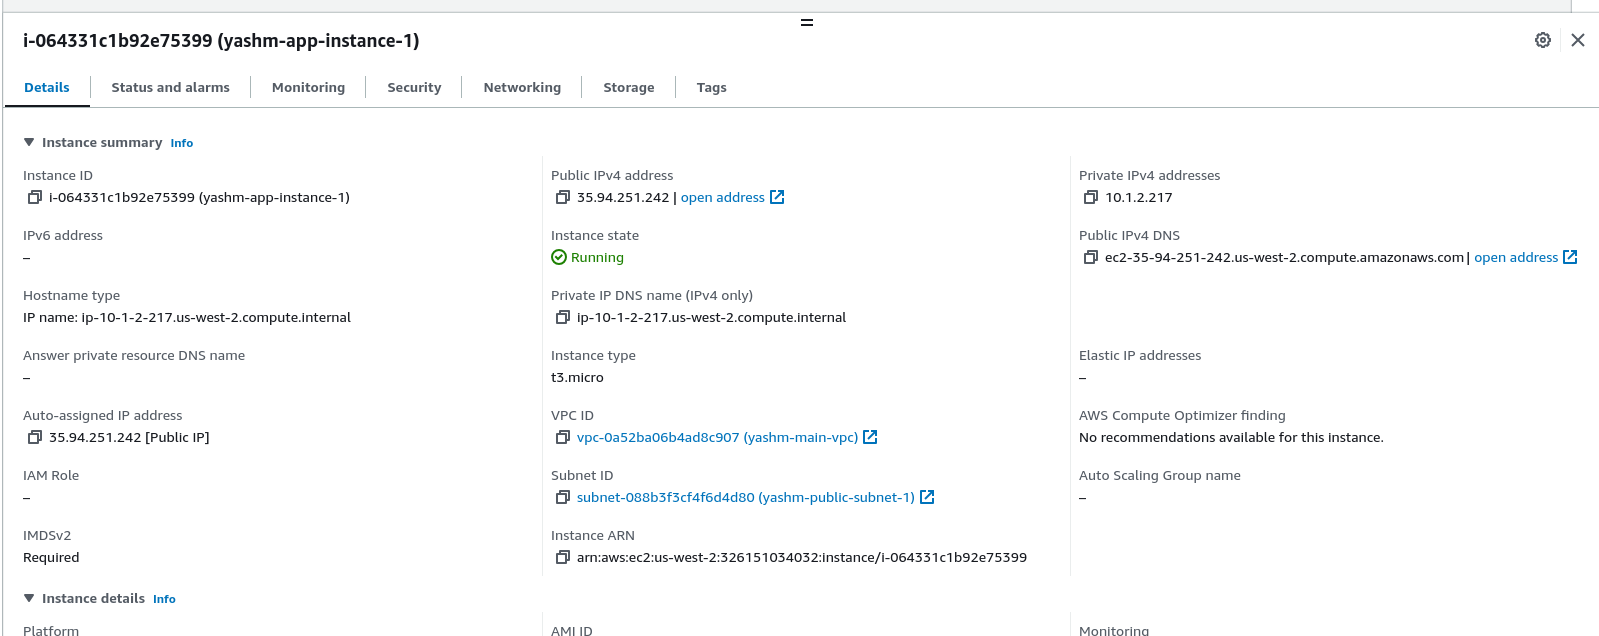 i-064331c1b92e75399 (yashm-app-instance-1)
Details Status and alarms Monitoring Security Networking Storage Tags
Instance summary Info
Instance ID
i-064331c1b92e75399 (yashm-app-instance-1)
Public IPv4 address
35.94.251.242 | open address
Private IPv4 addresses
10.1.2.217
IPv6 address
–
Instance state
Running
Public IPv4 DNS
ec2-35-94-251-242.us-west-2.compute.amazonaws.com | open address
Hostname type
IP name: ip-10-1-2-217.us-west-2.compute.internal
Private IP DNS name (IPv4 only)
ip-10-1-2-217.us-west-2.compute.internal
Answer private resource DNS name
–
Instance type
t3.micro
Elastic IP addresses
–
Auto-assigned IP address
35.94.251.242 [Public IP]
VPC ID
vpc-0a52ba06b4ad8c907 (yashm-main-vpc)
AWS Compute Optimizer finding
No recommendations available for this instance.
IAM Role
–
Subnet ID
subnet-088b3f3cf4f6d4d80 (yashm-public-subnet-1)
Auto Scaling Group name
–
IMDSv2
Required
Instance ARN
arn:aws:ec2:us-west-2:326151034032:instance/i-064331c1b92e75399
Instance details Info
Platform
AMI ID
Monitoring